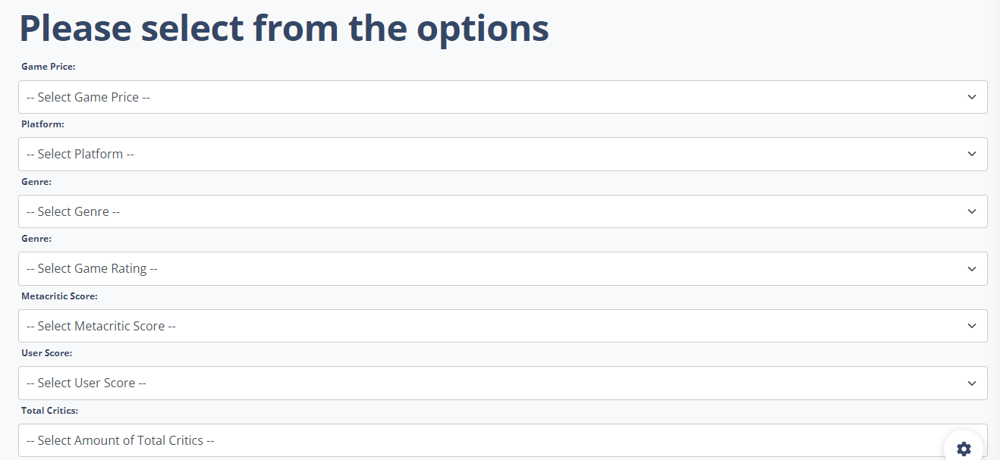 Please select from the options
Game Price:
-- Select Game Price --
Platform:
-- Select Platform --
Genre:
-- Select Genre --
Genre:
-- Select Game Rating --
Metacritic Score:
-- Select Metacritic Score --
User Score:
-- Select User Score --
Total Critics:
-- Select Amount of Total Critics --